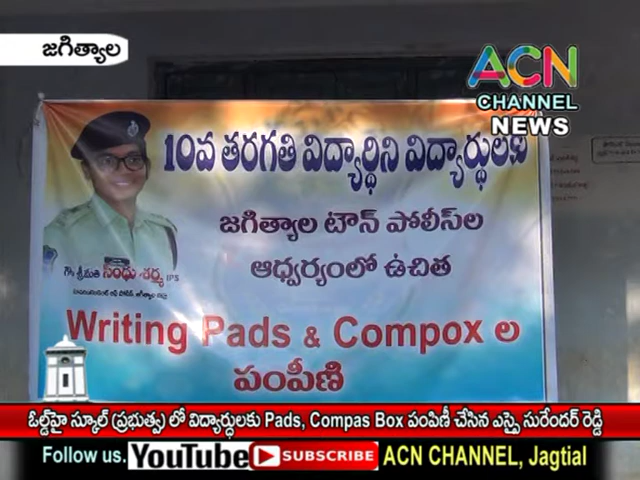 జగిత్యాల
ACN
CHANNEL
NEWS
10వ తరగతి విద్యార్థిని విద్యార్థులకు
జగిత్యాల టౌన్ పోలీస్‌ల
ఆధ్వర్యంలో ఉచిత
గౌ శ్రీమతి సింధు శర్మ IPS
Writing Pads & Compox ల
పంపీణి
ఓల్డ్‌హై స్కూల్ (ప్రభుత్వ) లో విద్యార్థులకు Pads, Compas Box పంపిణీ చేసిన ఎస్సై సురేందర్ రెడ్డి
Follow us. YouTube SUBSCRIBE ACN CHANNEL, Jagtial